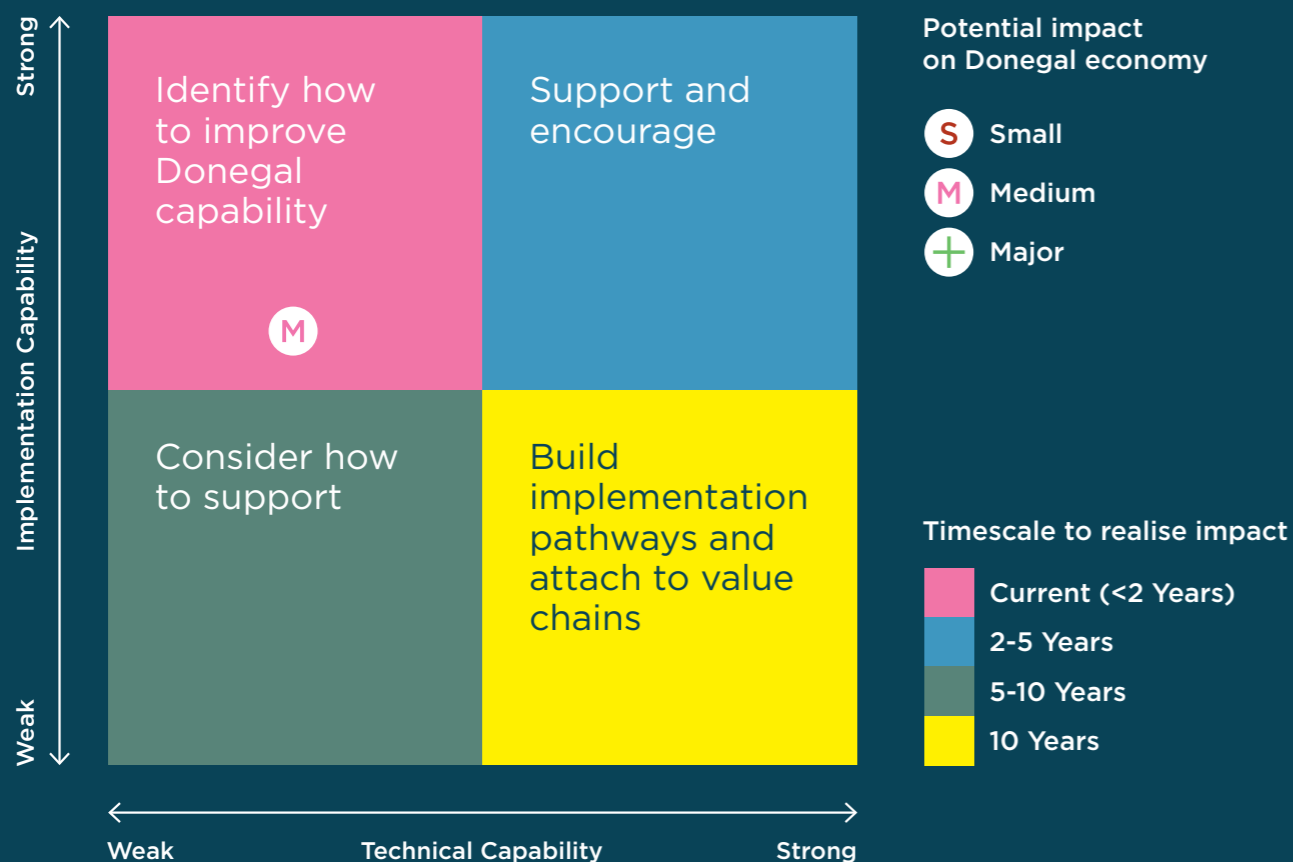 Strong
Implementation Capability
Weak
Identify how
to improve
Donegal
capability
M
Support and
encourage
Consider how
to support
Build
implementation
pathways and
attach to value
chains
Weak
Technical Capability
Strong
Potential impact
on Donegal economy
S Small
M Medium
+ Major
Timescale to realise impact
Current (<2 Years)
2-5 Years
5-10 Years
10 Years